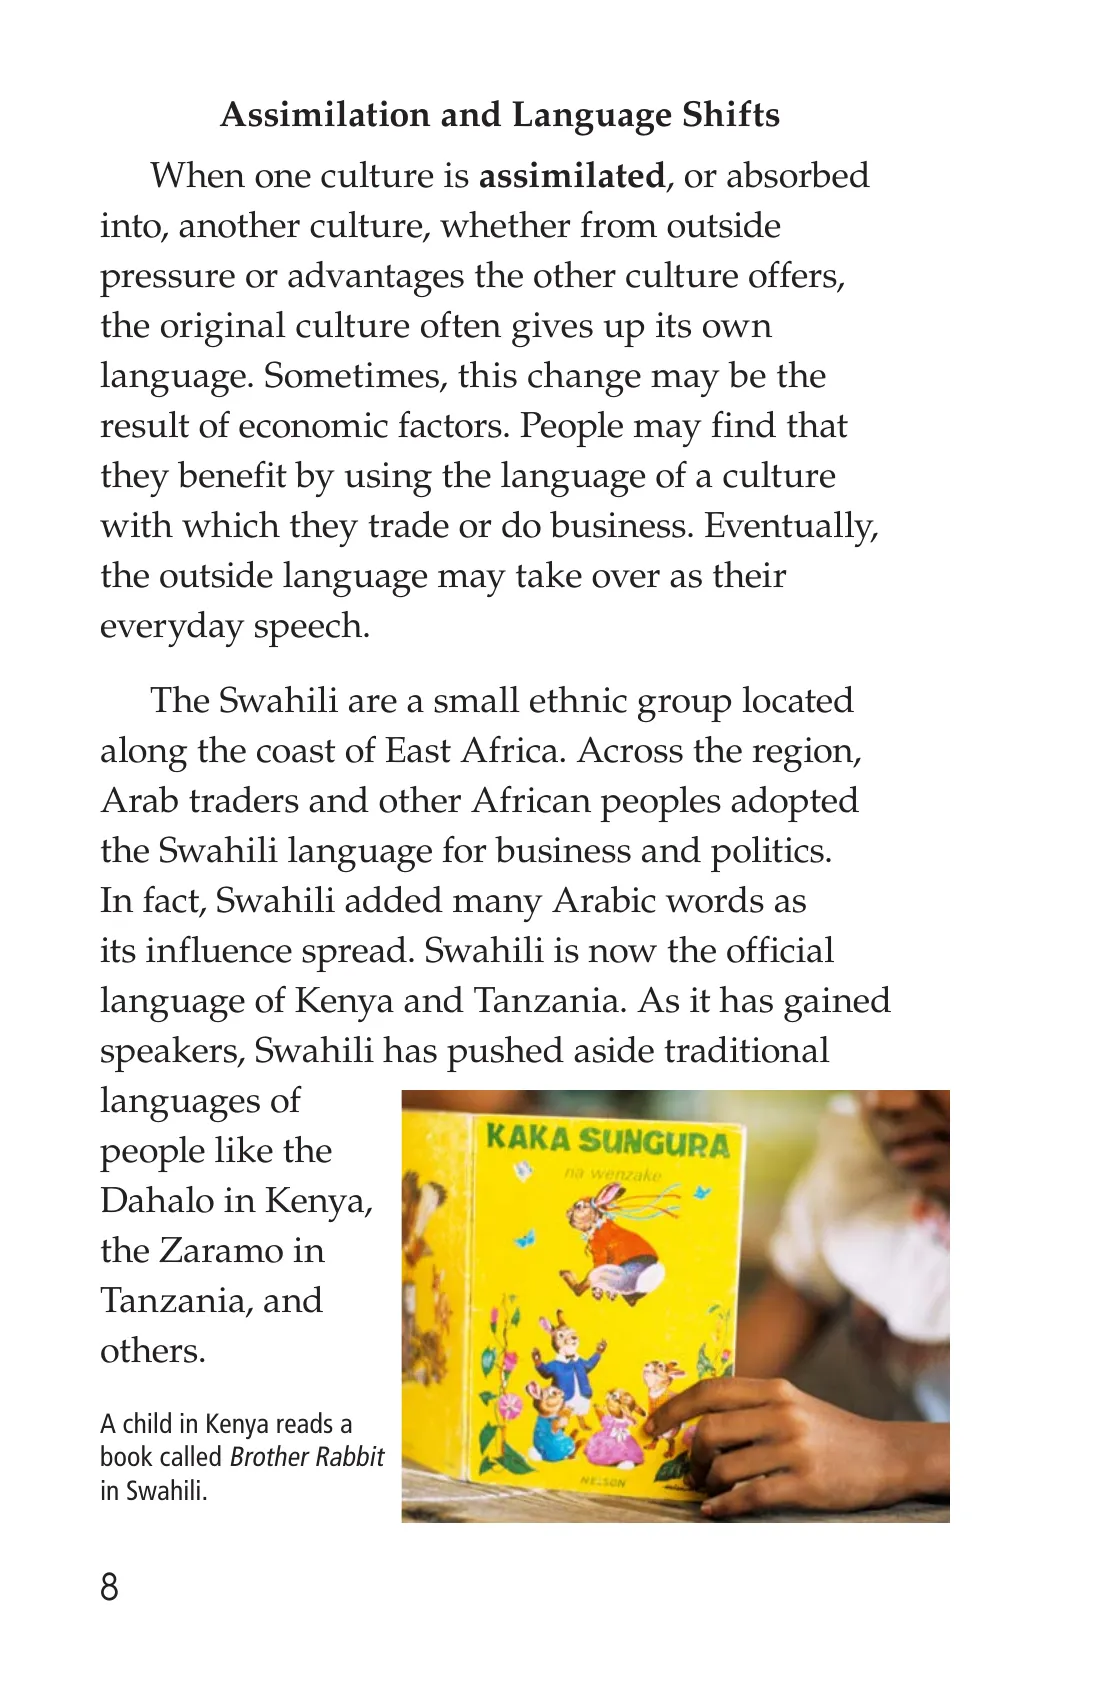 Assimilation and Language Shifts
When one culture is assimilated, or absorbed
into, another culture, whether from outside
pressure or advantages the other culture offers,
the original culture often gives up its own
language. Sometimes, this change may be the
result of economic factors. People may find that
they benefit by using the language of a culture
with which they trade or do business. Eventually,
the outside language may take over as their
everyday speech.
The Swahili are a small ethnic group located
along the coast of East Africa. Across the region,
Arab traders and other African peoples adopted
the Swahili language for business and politics.
In fact, Swahili added many Arabic words as
its influence spread. Swahili is now the official
language of Kenya and Tanzania. As it has gained
speakers, Swahili has pushed aside traditional
languages of
people like the
Dahalo in Kenya,
the Zaramo in
Tanzania, and
others.
KAKA SUNGURA
na wenzake
NELSON
A child in Kenya reads a
book called Brother Rabbit
in Swahili.
8